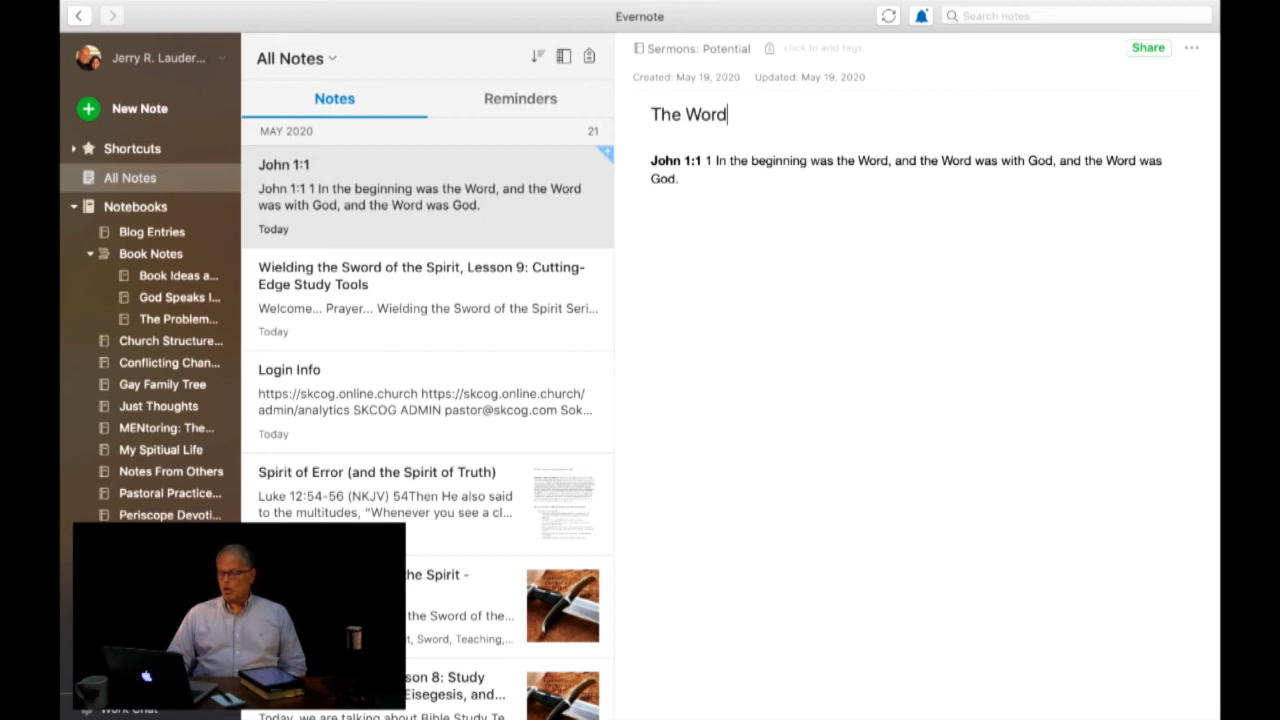 Evernote
Search notes
Jerry R. Lauder...
New Note
Shortcuts
All Notes
Notebooks
Blog Entries
Book Notes
Book Ideas a...
God Speaks I...
The Problem...
Church Structure...
Conflicting Chan...
Gay Family Tree
Just Thoughts
MENtoring: The...
My Spitiual Life
Notes From Others
Pastoral Practice...
Periscope Devoti...
Work Chat
All Notes
Notes
Reminders
MAY 2020
21
John 1:1
John 1:1 1 In the beginning was the Word, and the Word
was with God, and the Word was God.
Today
Wielding the Sword of the Spirit, Lesson 9: Cutting-
Edge Study Tools
Welcome... Prayer... Wielding the Sword of the Spirit Seri...
Today
Login Info
https://skcog.online.church https://skcog.online.church/
admin/analytics SKCOG ADMIN pastor@skcog.com Sok...
Today
Spirit of Error (and the Spirit of Truth)
Luke 12:54-56 (NKJV) 54Then He also said
to the multitudes, “Whenever you see a cl...
the Spirit -
the Sword of the...
t, Sword, Teaching,...
son 8: Study
Eisegesis, and...
Today, we are talking about Bible Study Te...
Sermons: Potential
click to add tags
Share
Created: May 19, 2020
Updated: May 19, 2020
The Word
John 1:1 1 In the beginning was the Word, and the Word was with God, and the Word was
God.